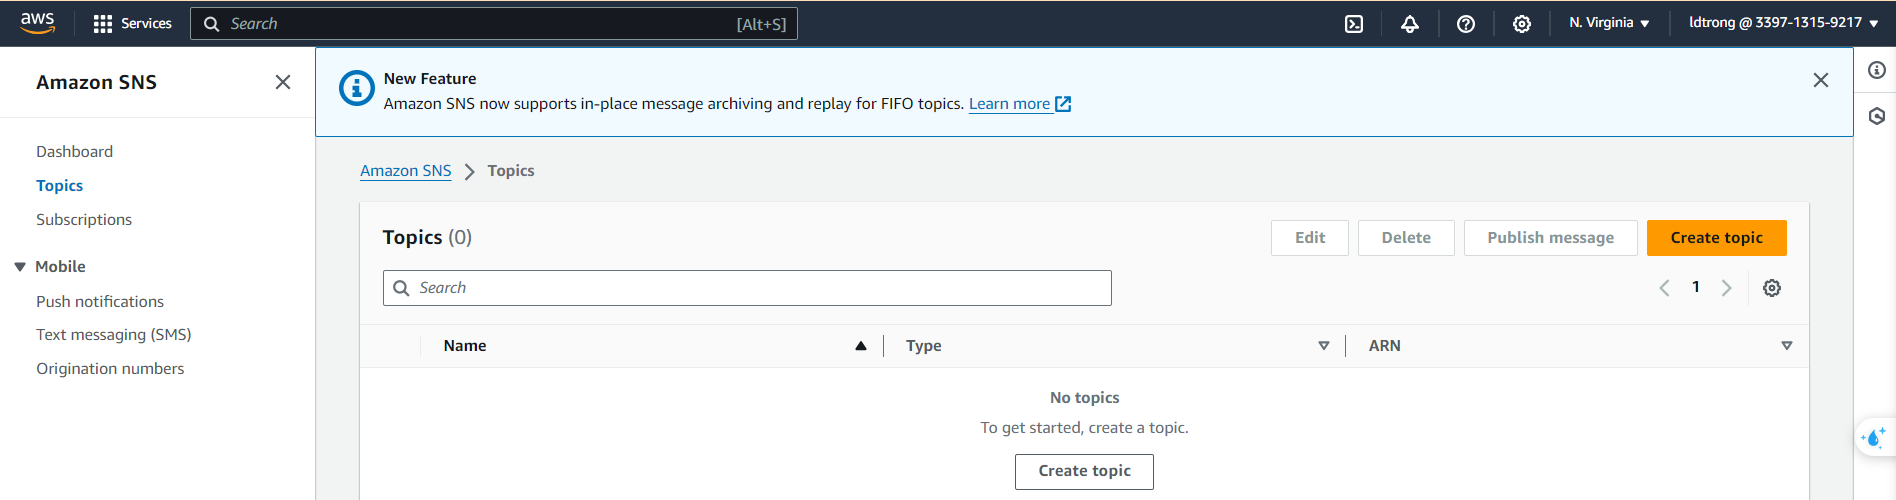 aws
Services
Search
[Alt+S]
N. Virginia
ldtrong @ 3397-1315-9217
Amazon SNS
Dashboard
Topics
Subscriptions
Mobile
Push notifications
Text messaging (SMS)
Origination numbers
New Feature
Amazon SNS now supports in-place message archiving and replay for FIFO topics. Learn more
Amazon SNS
Topics
Topics (0)
Edit
Delete
Publish message
Create topic
Search
1
Name
Type
ARN
No topics
To get started, create a topic.
Create topic